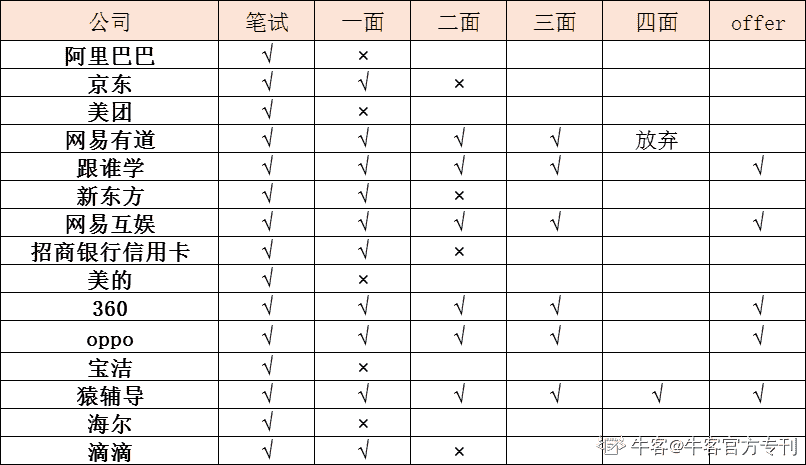 公司 笔试 一面 二面 三面 四面 offer
阿里巴巴 √ ×
京东 √ √ ×
美团 √ ×
网易有道 √ √ √ √ 放弃
跟谁学 √ √ √ √ √
新东方 √ √ ×
网易互娱 √ √ √ √ √
招商银行信用卡 √ √ ×
美的 √ ×
360 √ √ √ √ √
oppo √ √ √ √ √
宝洁 √ ×
猿辅导 √ √ √ √ √ √
海尔 √ ×
滴滴 √ √ ×
牛客@牛客官方专刊